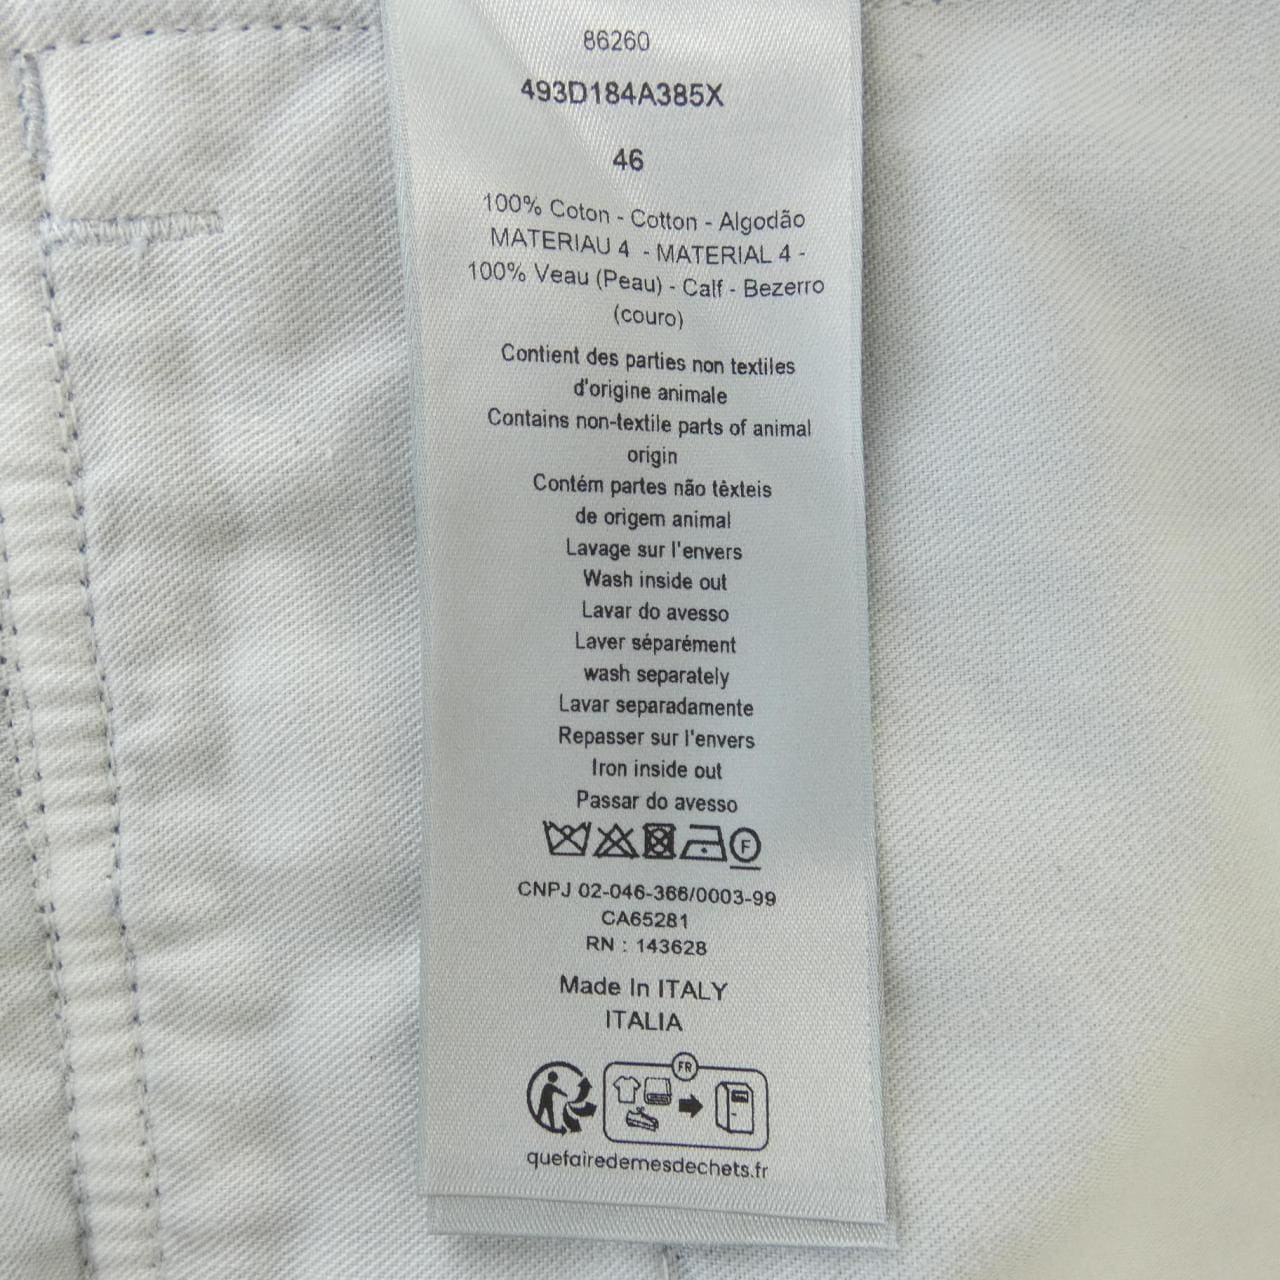 86260
493D184A385X
46
100% Coton - Cotton - Algodão
MATERIAU 4 - MATERIAL 4 -
100% Veau (Peau) - Calf - Bezerro
(couro)
Contient des parties non textiles
d'origine animale
Contains non-textile parts of animal
origin
Contém partes não têxteis
de origem animal
Lavage sur l'envers
Wash inside out
Lavar do avesso
Laver séparément
wash separately
Lavar separadamente
Repasser sur l'envers
Iron inside out
Passar do avesso
F
CNPJ 02-046-366/0003-99
CA65281
RN : 143628
Made In ITALY
ITALIA
FR
quefairedemesdechets.fr